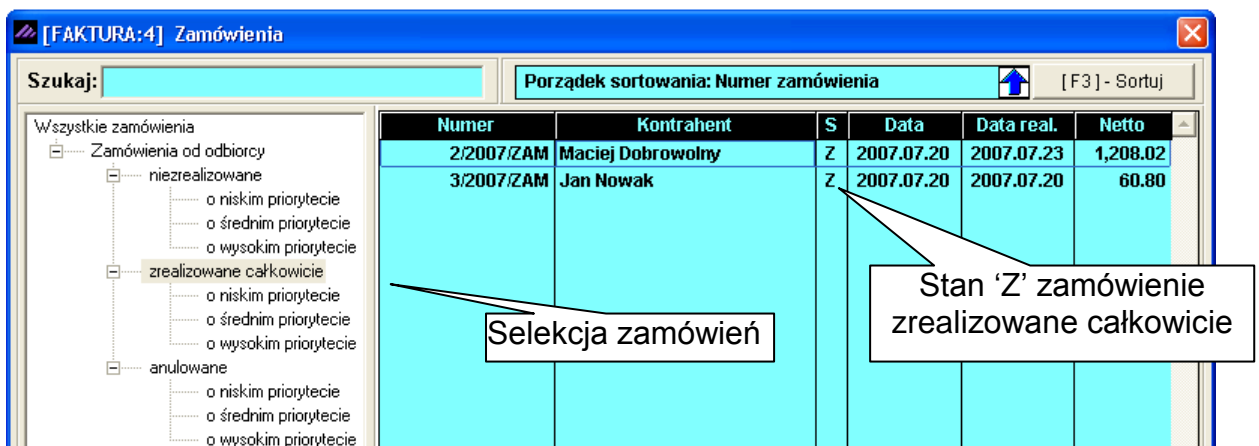 [FAKTURA:4] Zamówienia
Szukaj:
Porządek sortowania: Numer zamówienia
[F3] - Sortuj
Wszystkie zamówienia
Zamówienia od odbiorcy
niezrealizowane
o niskim priorytecie
o średnim priorytecie
o wysokim priorytecie
zrealizowane całkowicie
o niskim priorytecie
o średnim priorytecie
o wysokim priorytecie
anulowane
o niskim priorytecie
o średnim priorytecie
o wysokim priorytecie
Numer Kontrahent S Data Data real. Netto
2/2007/ZAM Maciej Dobrowolny Z 2007.07.20 2007.07.23 1,208.02
3/2007/ZAM Jan Nowak Z 2007.07.20 2007.07.20 60.80
Selekcja zamówień
Stan ‘Z’ zamówienie
zrealizowane całkowicie